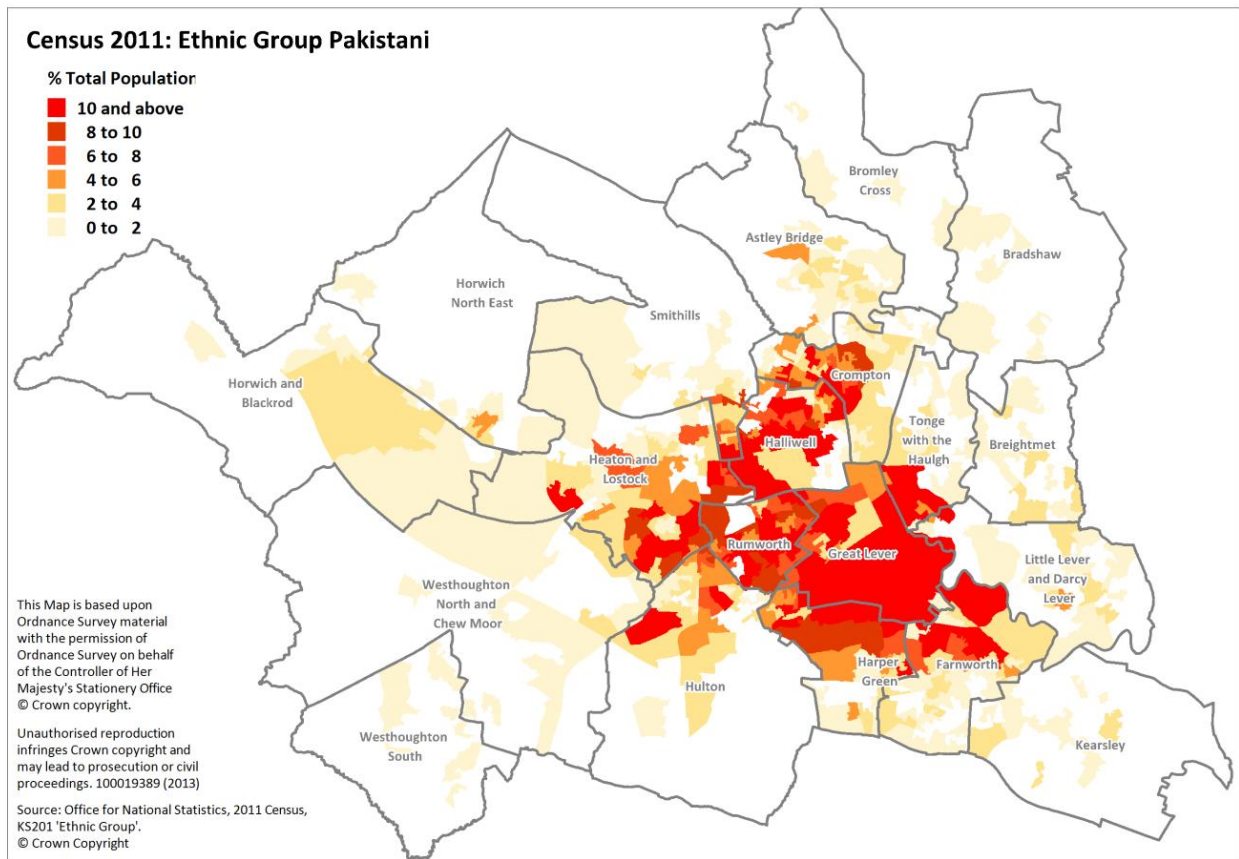 Census 2011: Ethnic Group Pakistani
% Total Population
10 and above
8 to 10
6 to 8
4 to 6
2 to 4
0 to 2
Bromley
Cross
Astley Bridge
Bradshaw
Horwich
North East
Smithills
Horwich and
Blackrod
Crompton
Halliwell
Tonge
with the
Haulgh
Breightmet
Heaton and
Lostock
Rumworth
Great Lever
Little Lever
and Darcy
Lever
Westhoughton
North and
Chew Moor
Harper
Green
Farnworth
Hulton
Westhoughton
South
Kearsley
This Map is based upon
Ordnance Survey material
with the permission of
Ordnance Survey on behalf
of the Controller of Her
Majesty's Stationery Office
© Crown copyright.
Unauthorised reproduction
infringes Crown copyright and
may lead to prosecution or civil
proceedings. 100019389 (2013)
Source: Office for National Statistics, 2011 Census,
KS201 'Ethnic Group'.
© Crown Copyright